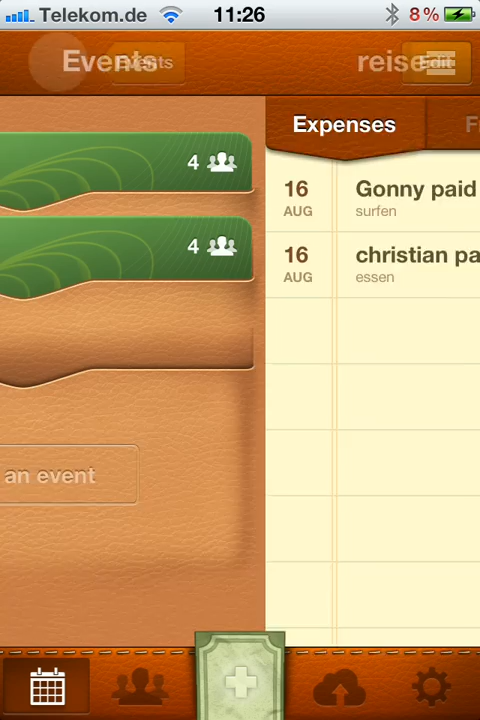 Telekom.de 11:26 8%
Events Events reise Edit
Expenses
4
4
16 AUG
Gonny paid
surfen
16 AUG
christian pa
essen
an event